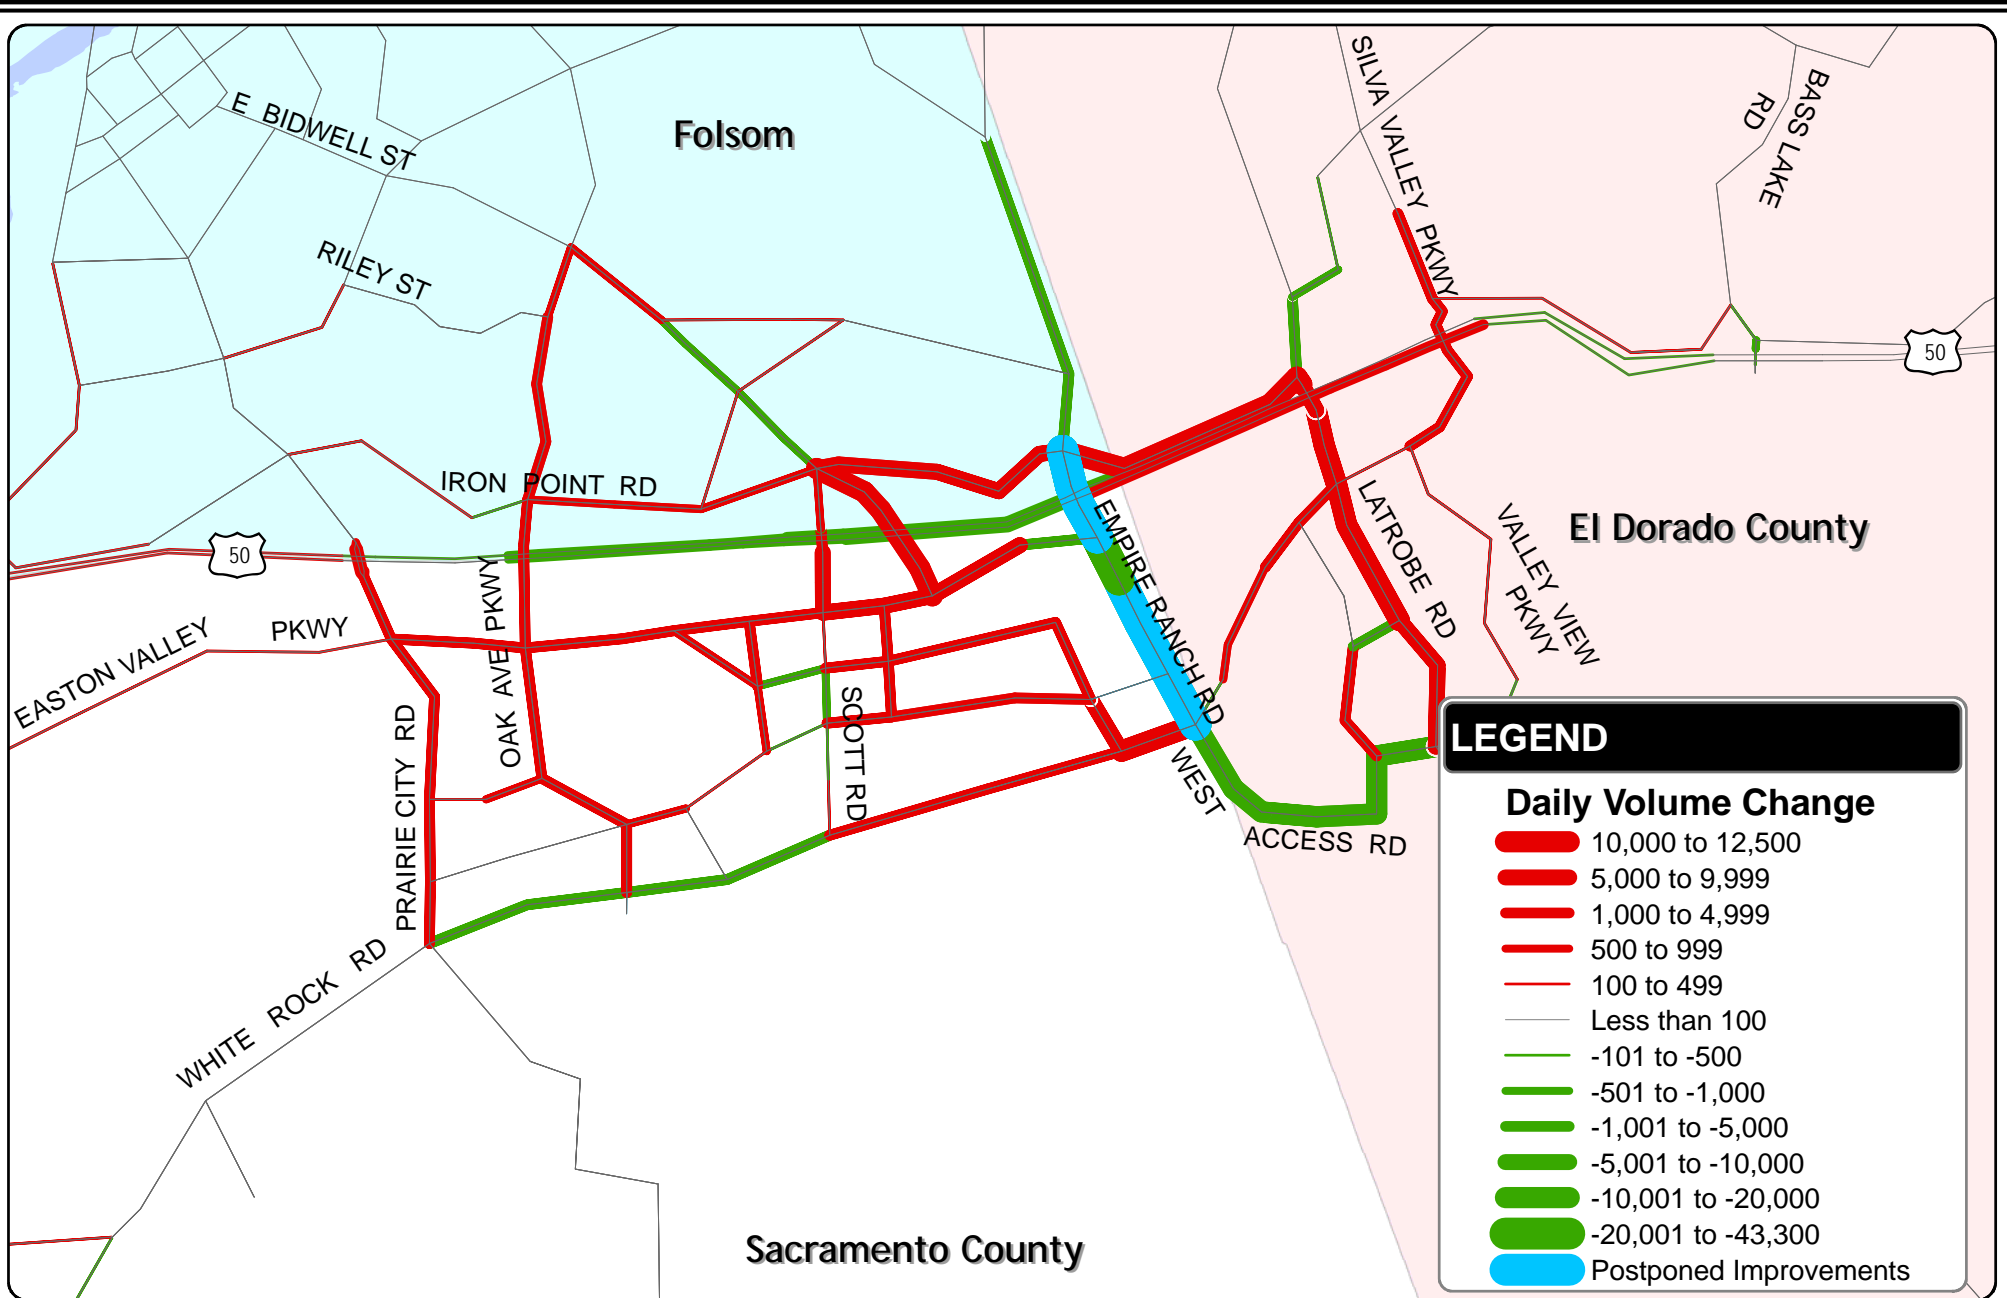 SILVA VALLEY PKWY
BASS LAKE
RD
E BIDWELL ST
Folsom
RILEY ST
50
IRON POINT RD
50
EMPIRE RANCH RD
LATROBE RD
VALLEY VIEW
PKWY
El Dorado County
EASTON VALLEY PKWY
OAK AVE PKWY
PRAIRIE CITY RD
SCOTT RD
WEST
ACCESS RD
WHITE ROCK RD
Sacramento County
LEGEND
Daily Volume Change
10,000 to 12,500
5,000 to 9,999
1,000 to 4,999
500 to 999
100 to 499
Less than 100
-101 to -500
-501 to -1,000
-1,001 to -5,000
-5,001 to -10,000
-10,001 to -20,000
-20,001 to -43,300
Postponed Improvements